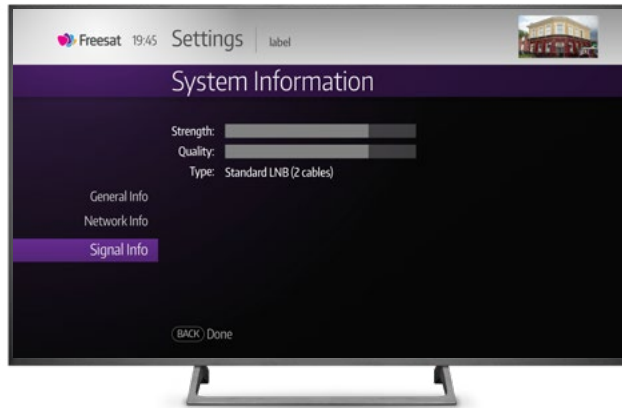 Freesat 19:45 Settings label
System Information
Strength:
Quality:
Type: Standard LNB (2 cables)
General Info
Network Info
Signal Info
BACK Done